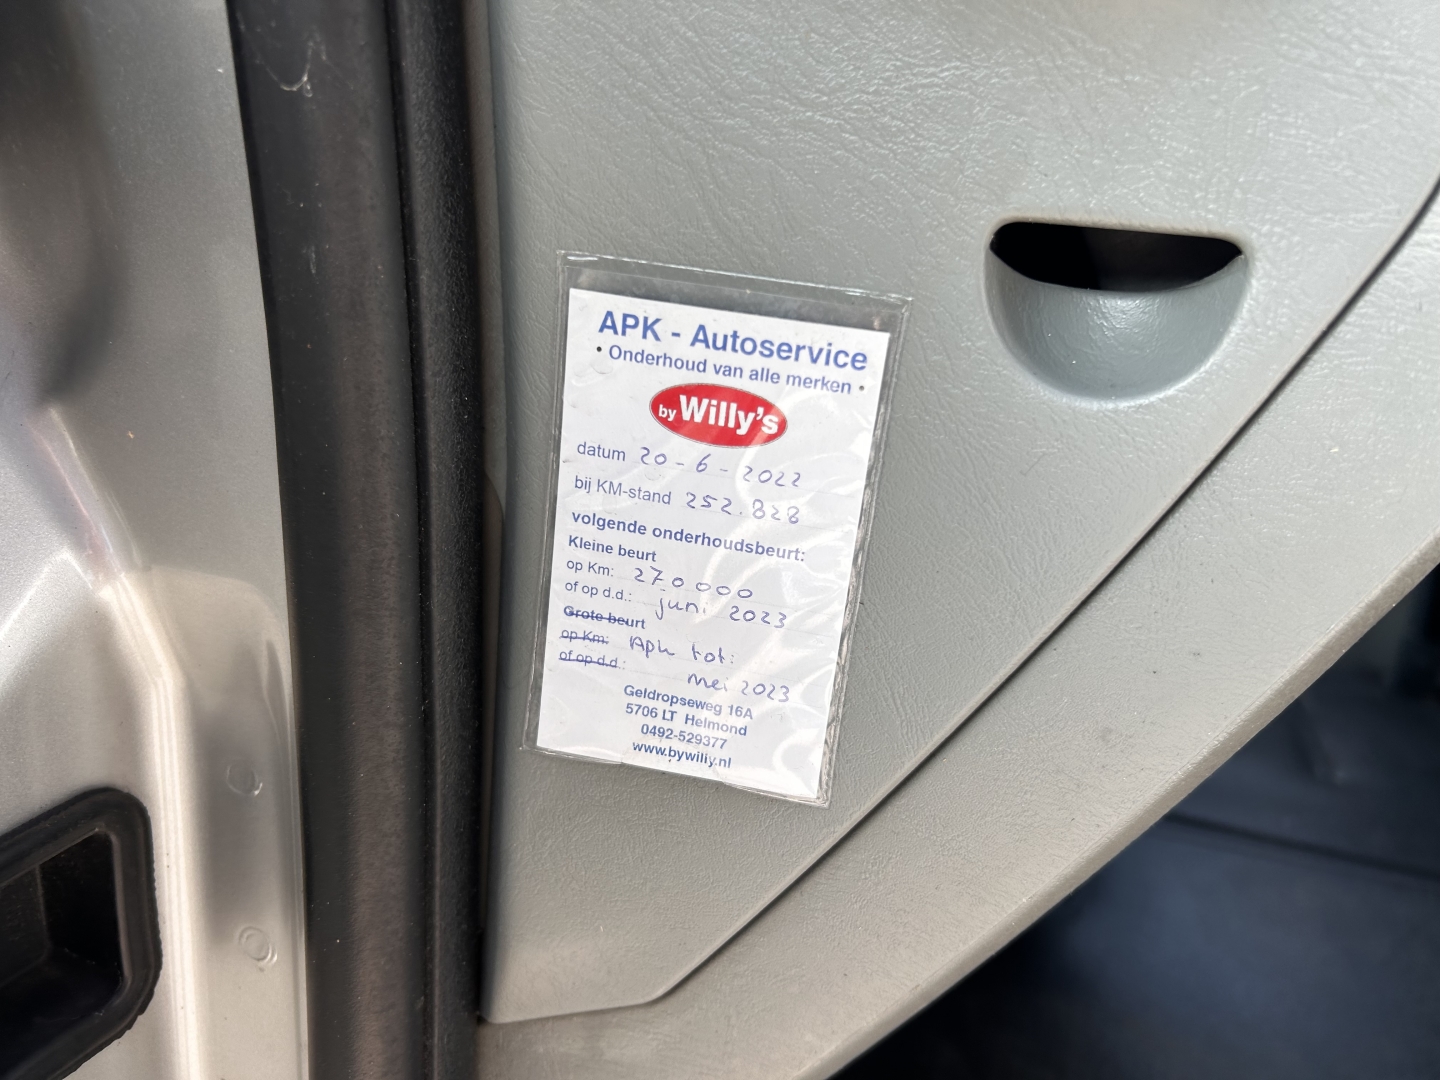 APK - Autoservice
• Onderhoud van alle merken •
by Willy's
datum 20-6-2022
bij KM-stand 252.828
volgende onderhoudsbeurt:
Kleine beurt
op Km: 270.000
of op d.d.: juni 2023
Grote beurt
op Km: Apk tot:
of op d.d.: mei 2023
Geldropseweg 16A
5706 LT Helmond
0492-529377
www.bywilly.nl